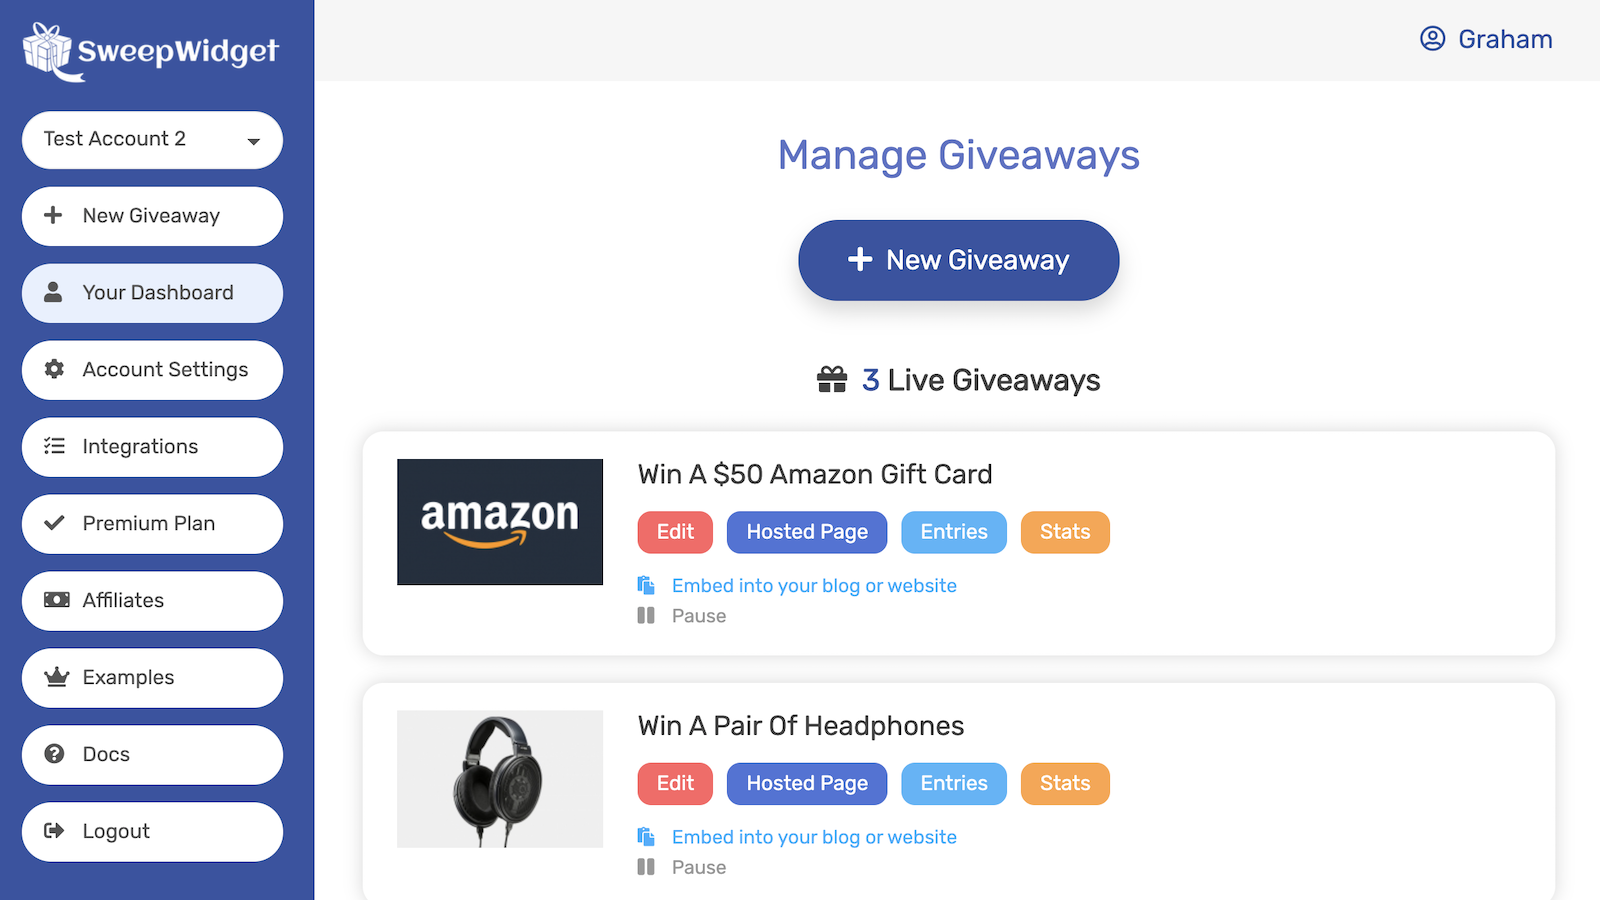 SweepWidget
Graham
Test Account 2
New Giveaway
Your Dashboard
Account Settings
Integrations
Premium Plan
Affiliates
Examples
Docs
Logout
Manage Giveaways
New Giveaway
3 Live Giveaways
amazon
Win A $50 Amazon Gift Card
Edit Hosted Page Entries Stats
Embed into your blog or website
Pause
Win A Pair Of Headphones
Edit Hosted Page Entries Stats
Embed into your blog or website
Pause